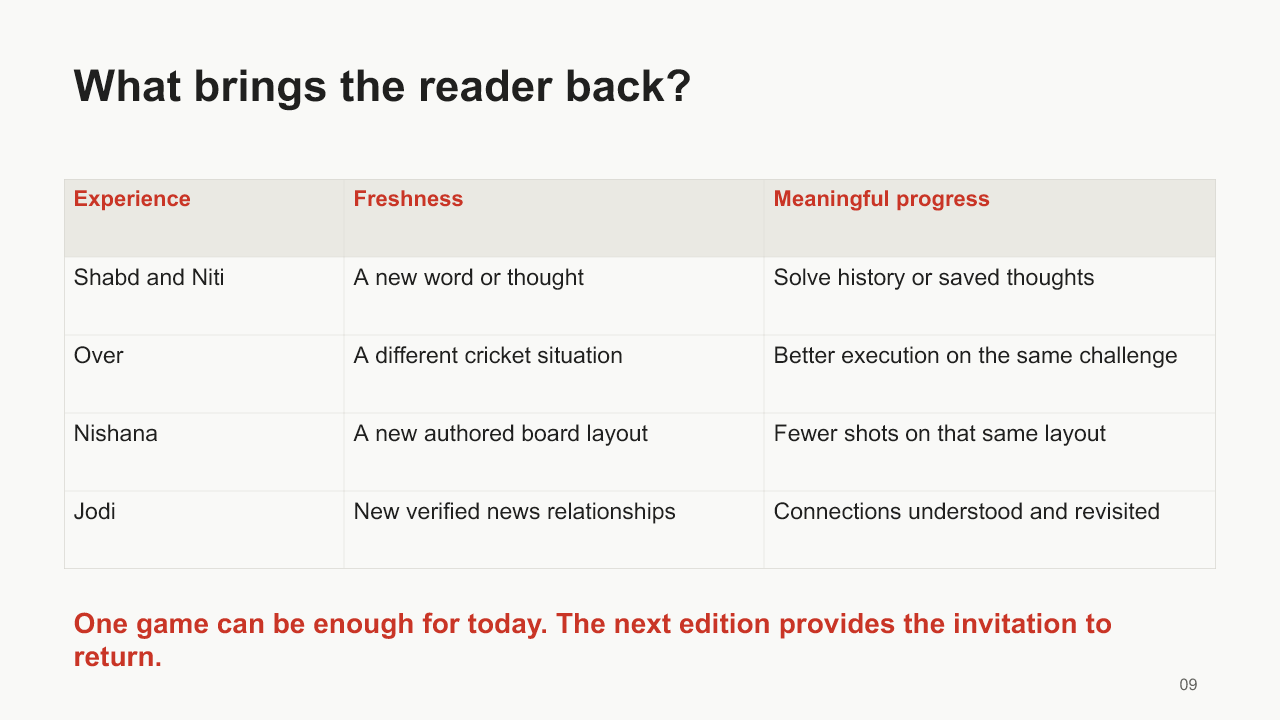 What brings the reader back?
Experience Freshness Meaningful progress
Shabd and Niti A new word or thought Solve history or saved thoughts
Over A different cricket situation Better execution on the same challenge
Nishana A new authored board layout Fewer shots on that same layout
Jodi New verified news relationships Connections understood and revisited
One game can be enough for today. The next edition provides the invitation to
return.
09